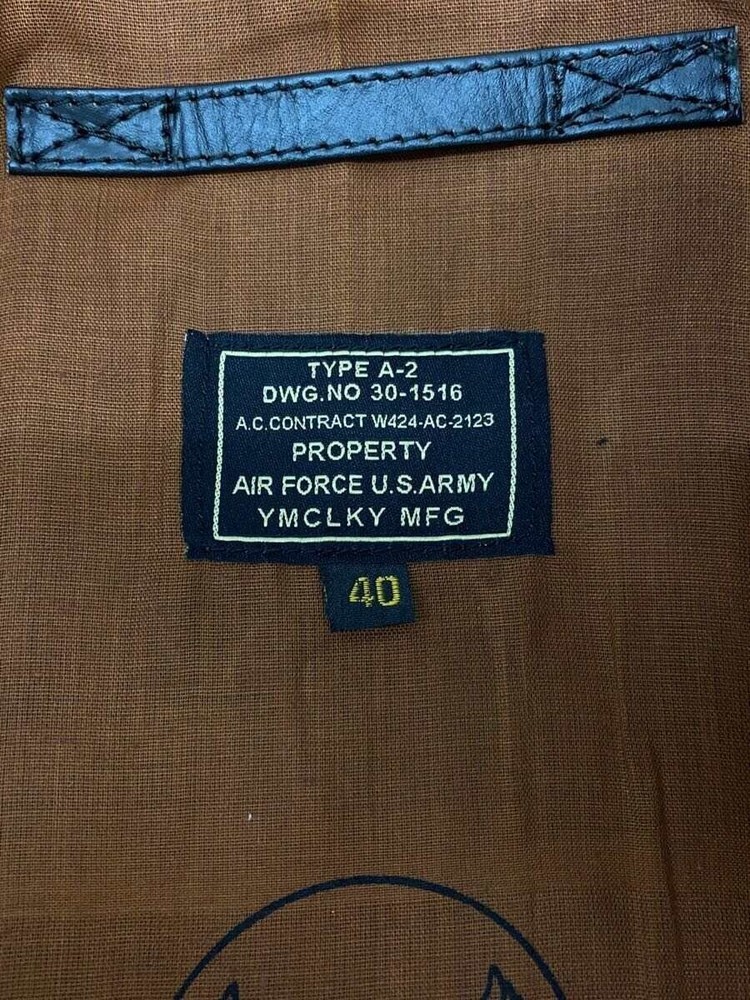 TYPE A-2
DWG.NO 30-1516
A.C.CONTRACT W424-AC-2123
PROPERTY
AIR FORCE U.S.ARMY
YMCLKY MFG
40